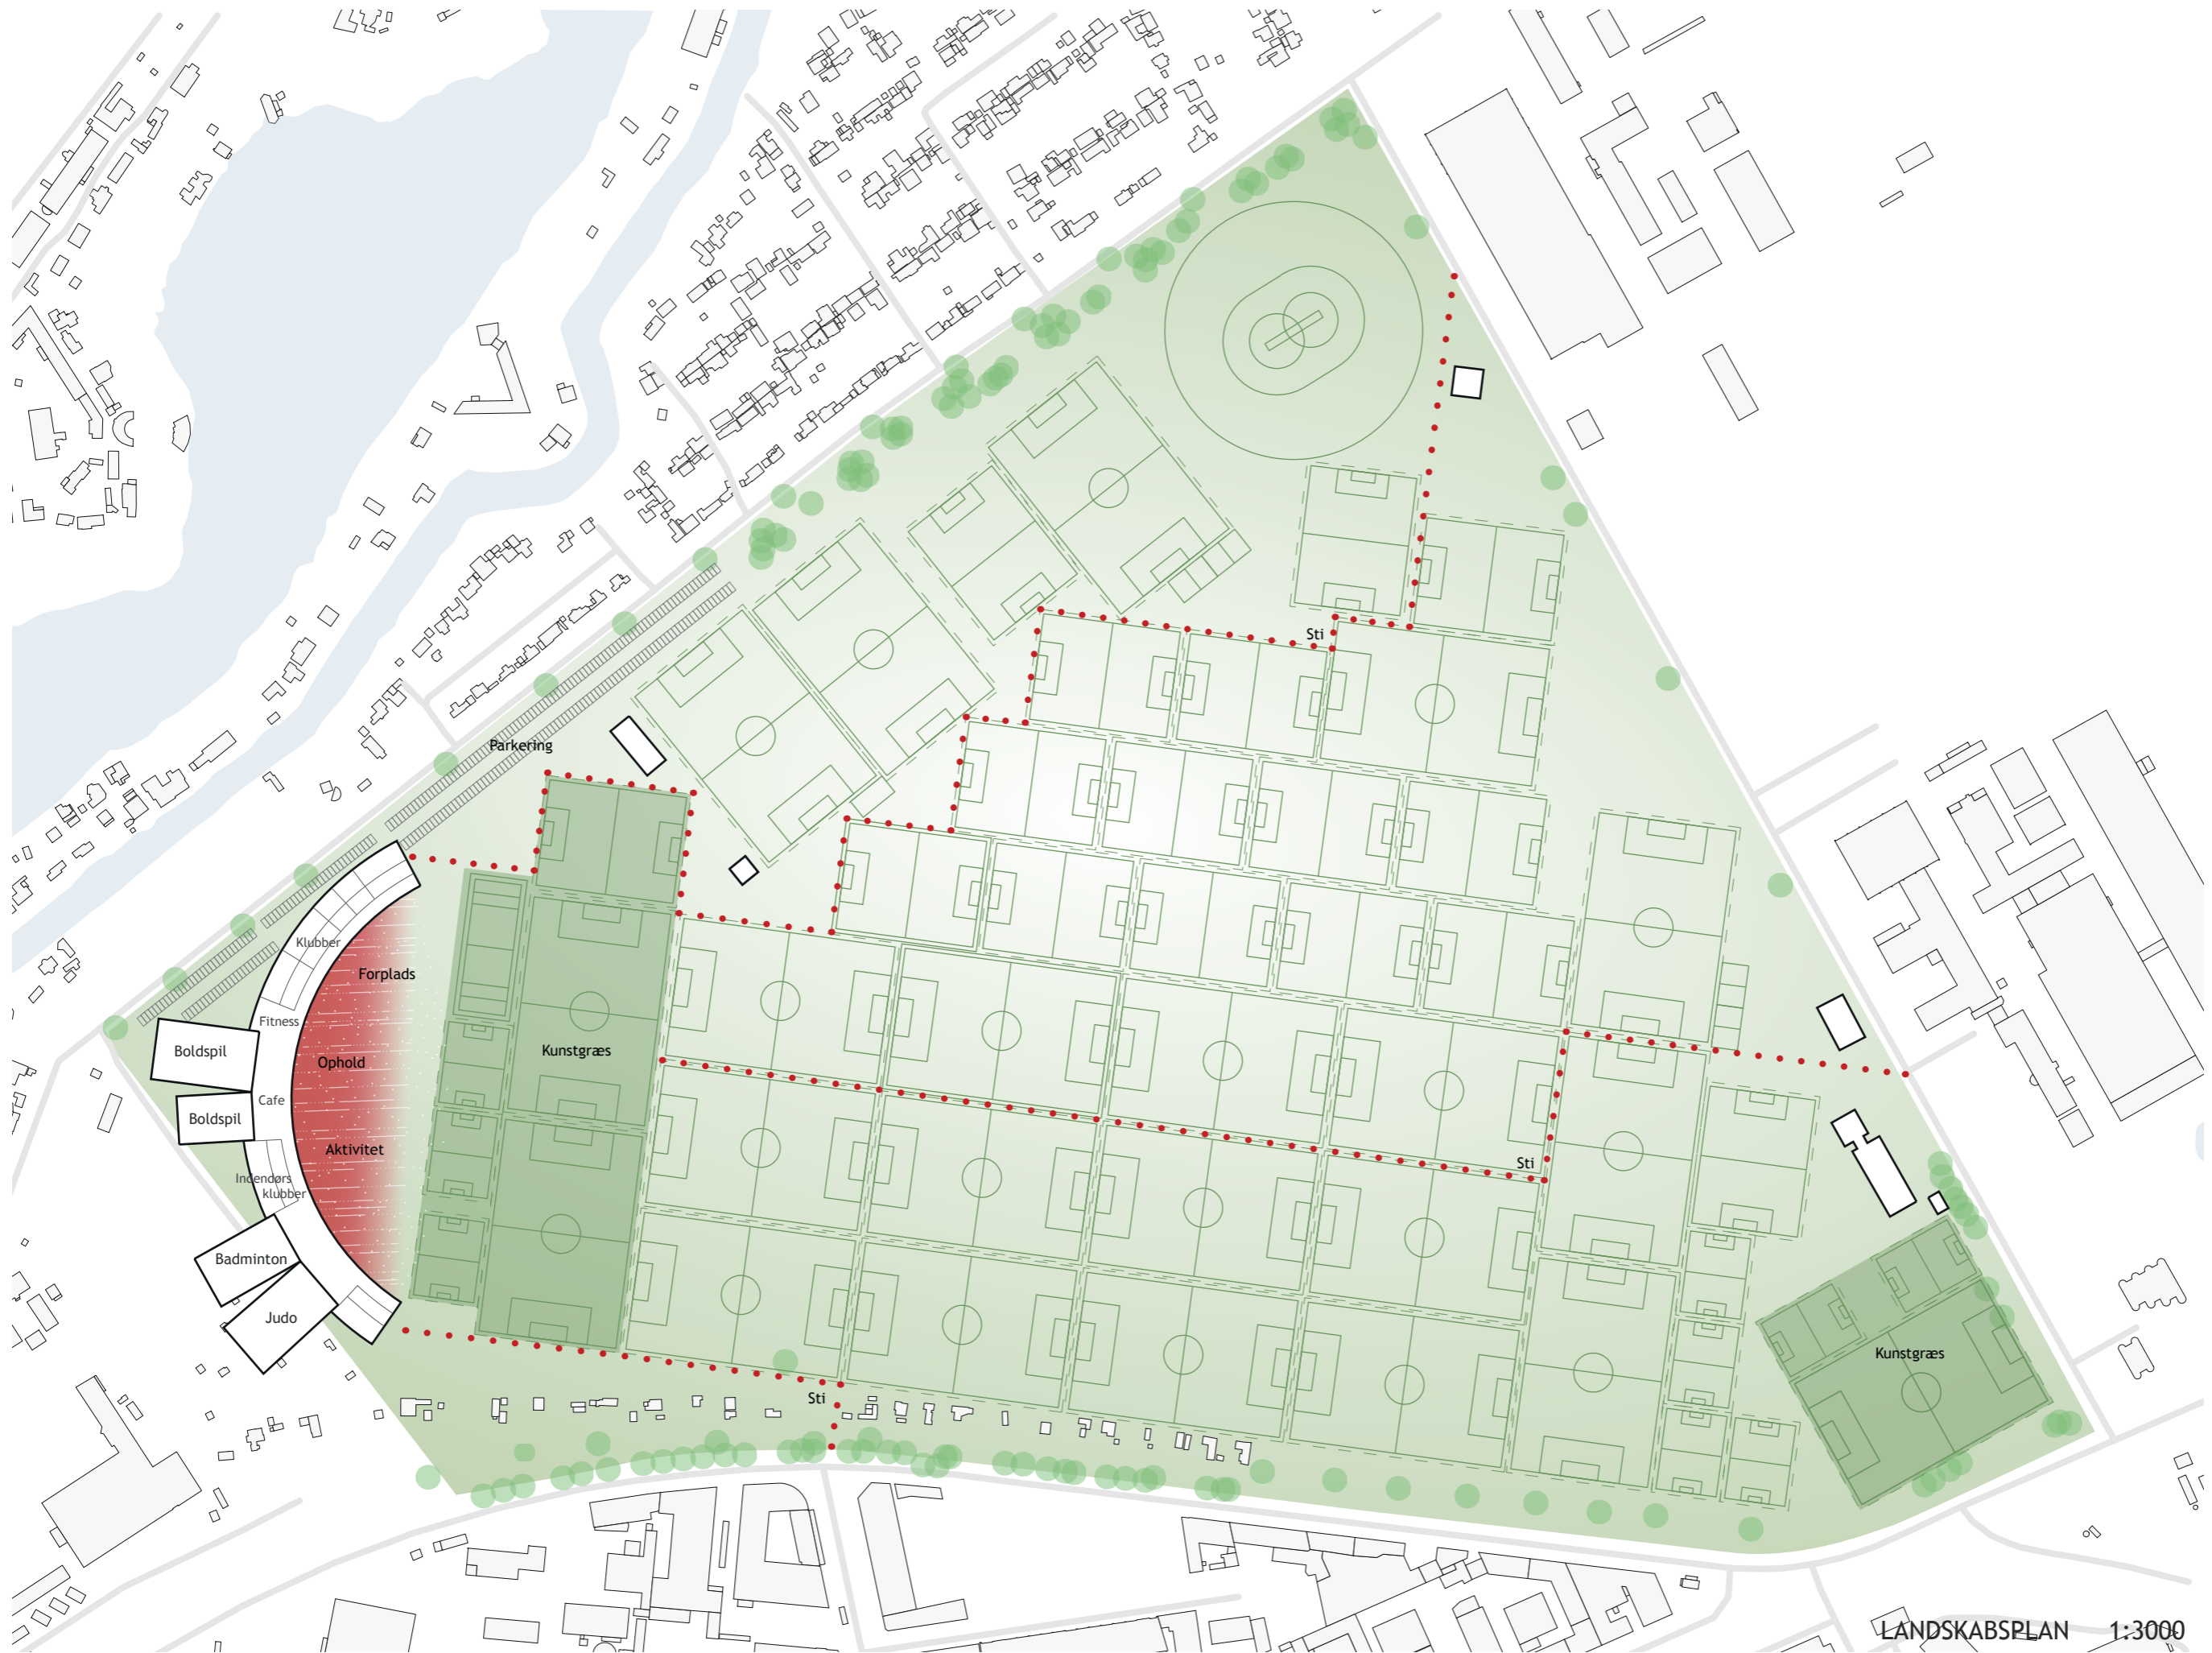 Sti
Parkering
Klubber
Forplads
Fitness
Boldspil
Ophold
Kunstgræs
Cafe
Boldspil
Aktivitet
Sti
Indendørs
klubber
Badminton
Judo
Kunstgræs
Sti
LANDSKABSPLAN 1:3000